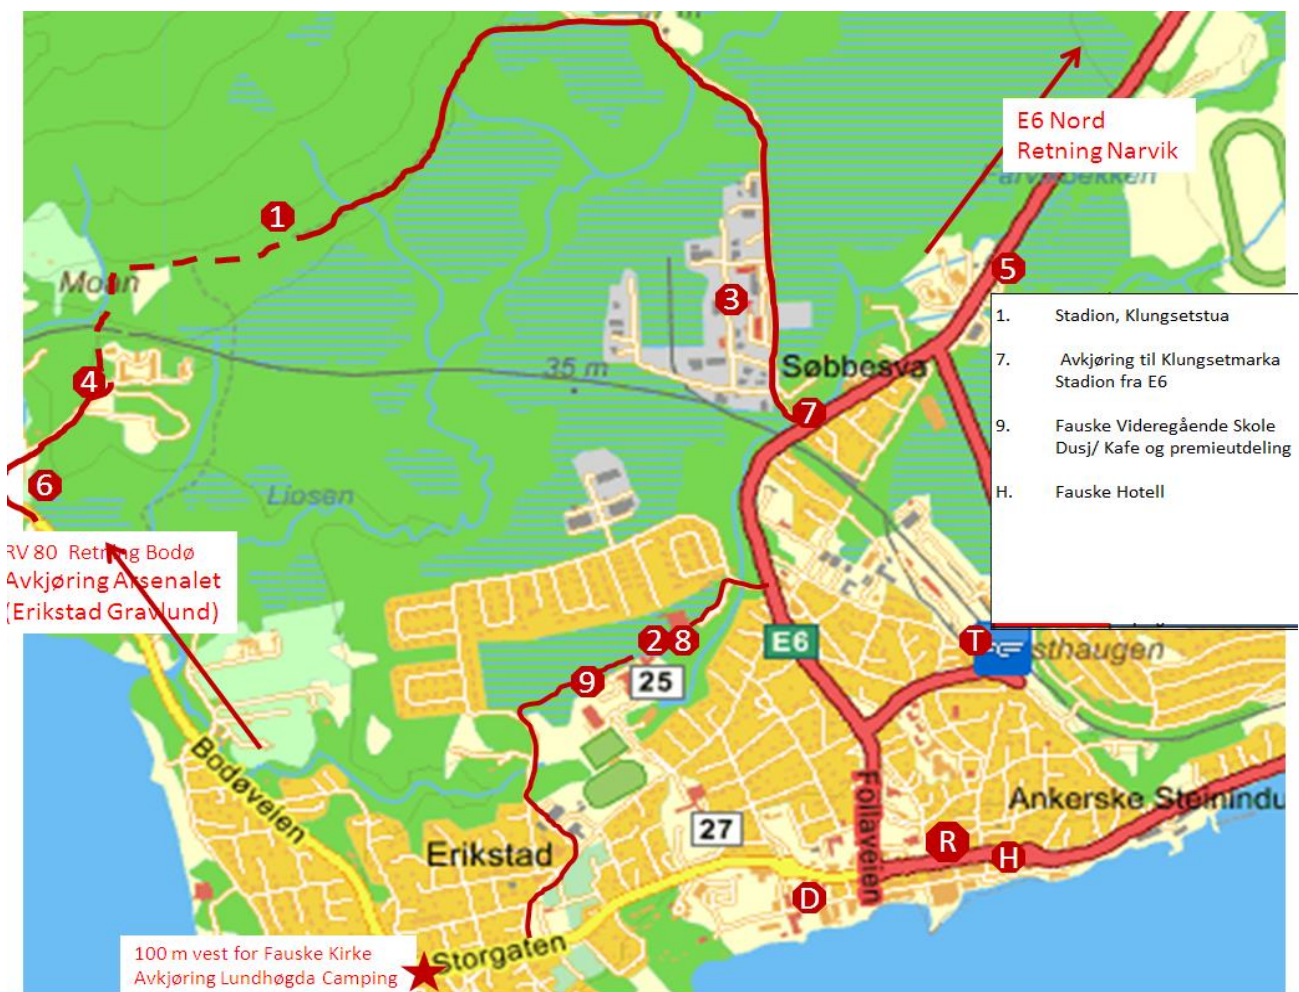 E6 Nord
Retning Narvik
1
Moan
5
3
1. Stadion, Klungsetstua
7. Avkjøring til Klungsetmarka
Stadion fra E6
9. Fauske Videregående Skole
Dusj/ Kafe og premieutdeling
H. Fauske Hotell
Søbbesva
35 m
4
7
6
Liosen
RV 80 Retning Bodø
Avkjøring Arsenalet
(Erikstad Gravlund)
2 8
E6
T
sthaugen
9
25
Bodøveien
Follaveien
Ankerske Steinindu
27
Erikstad
R
H
D
Storgaten
100 m vest for Fauske Kirke
Avkjøring Lundhøgda Camping